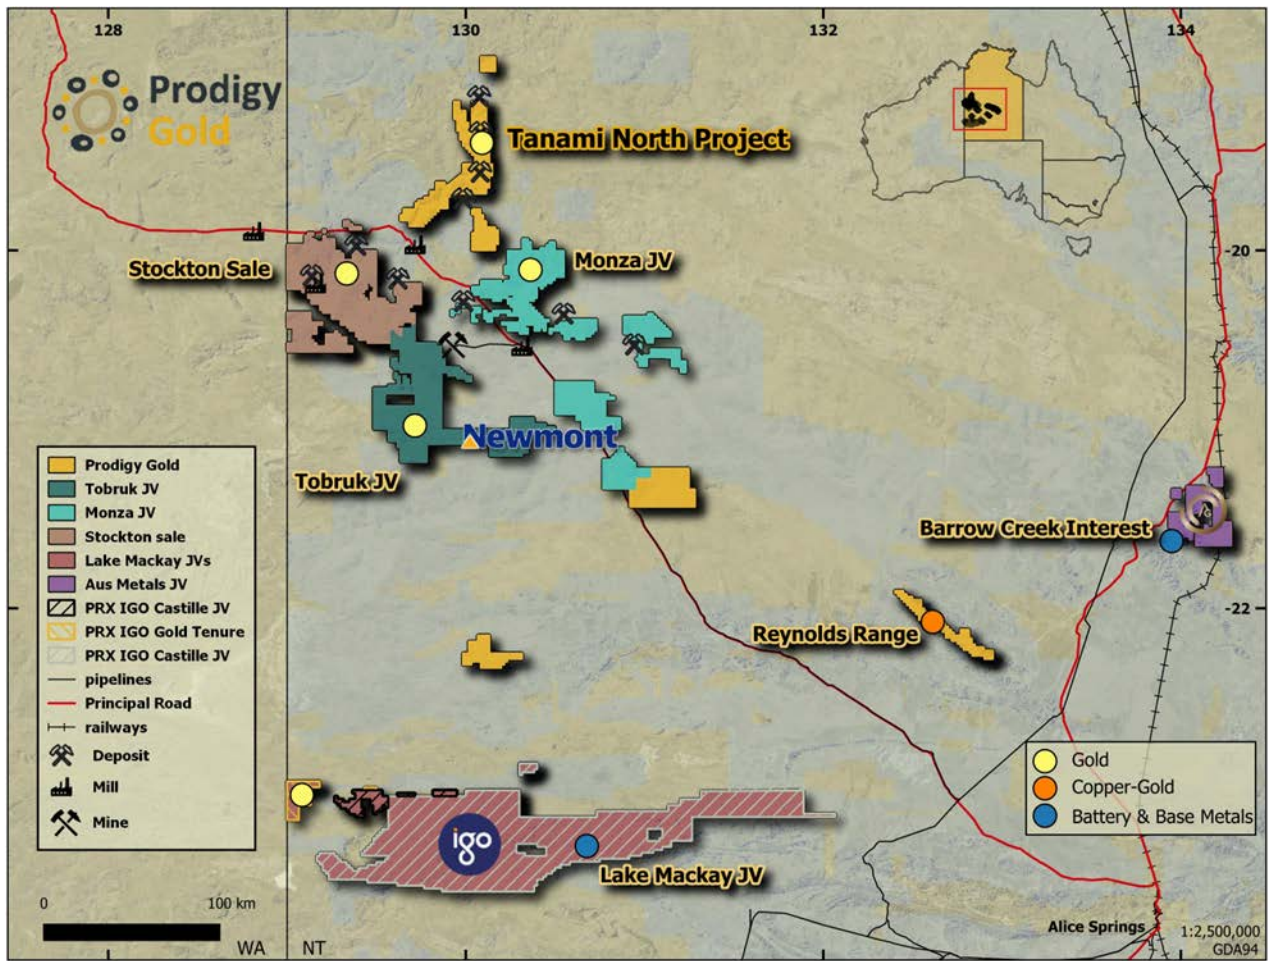 128
130
132
134
Prodigy
Gold
Tanami North Project
-20
Stockton Sale
Monza JV
Newmont
Tobruk JV
Prodigy Gold
Tobruk JV
Monza JV
Stockton sale
Lake Mackay JVs
Aus Metals JV
PRX IGO Castille JV
PRX IGO Gold Tenure
PRX IGO Castille JV
pipelines
Principal Road
railways
Deposit
Mill
Mine
Barrow Creek Interest
-22
Reynolds Range
Gold
Copper-Gold
Battery & Base Metals
igo
Lake Mackay JV
0
100 km
WA
NT
Alice Springs
1:2,500,000
GDA94